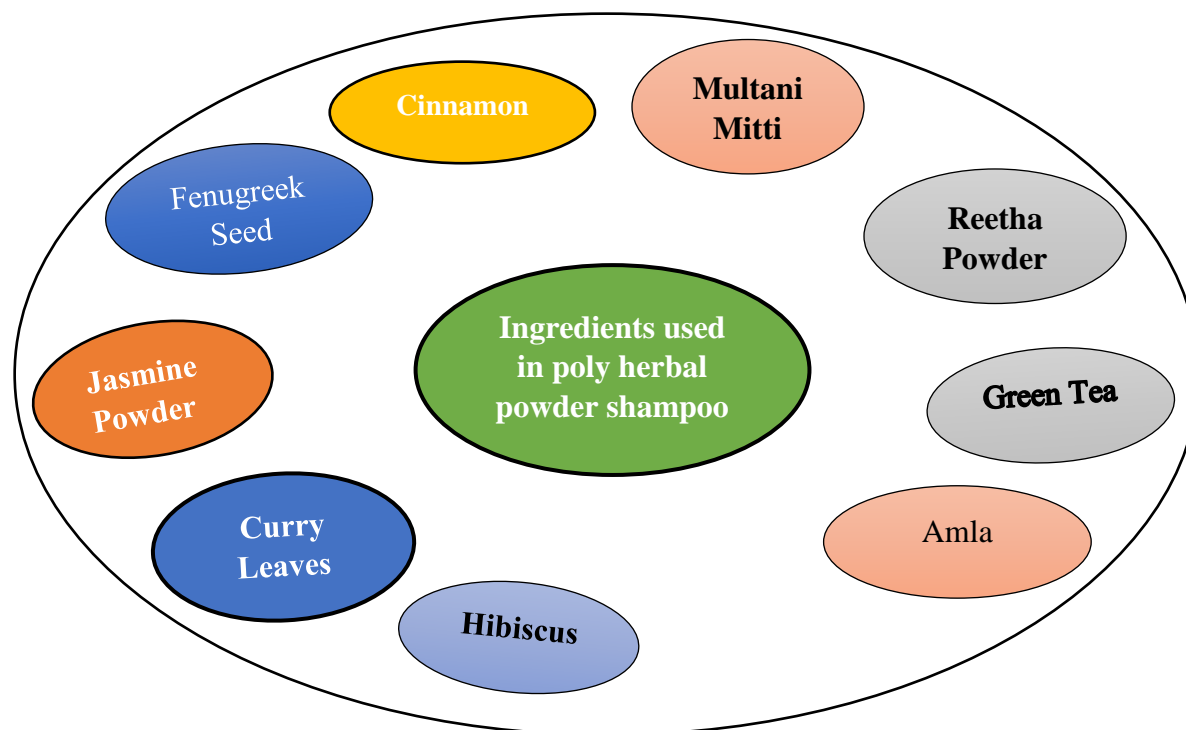 Cinnamon
Multani
Mitti
Fenugreek
Seed
Reetha
Powder
Ingredients used
in poly herbal
powder shampoo
Jasmine
Powder
Green Tea
Curry
Leaves
Amla
Hibiscus